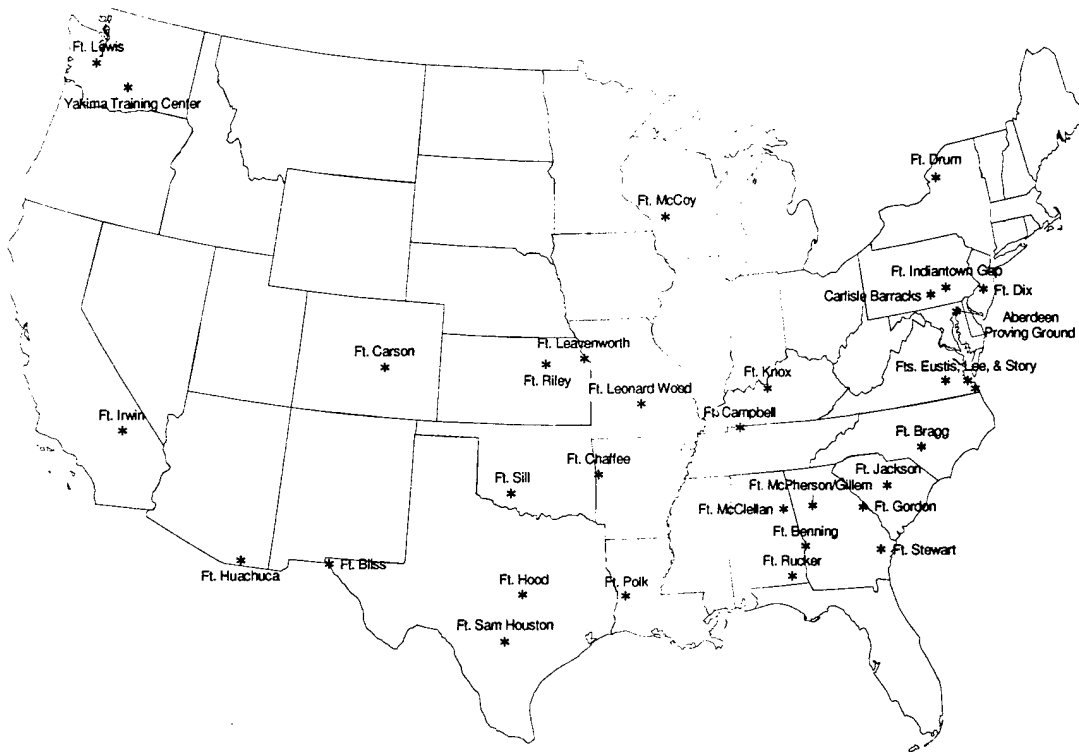 Ft. Lewis
Yakima Training Center
Ft. Drum
Ft. McCoy
Ft. Indiantown Gap
Carlisle Barracks
Ft. Dix
Aberdeen
Proving Ground
Ft. Leavenworth
Ft. Carson
Ft. Riley
Ft. Leonard Wood
Ft. Knox
Fts. Eustis, Lee, & Story
Ft. Irwin
Ft. Campbell
Ft. Bragg
Ft. Chaffee
Ft. Sill
Ft. Jackson
Ft. McPherson/Gillem
Ft. McClellan
Ft. Gordon
Ft. Benning
Ft. Stewart
Ft. Huachuca
Ft. Bliss
Ft. Rucker
Ft. Hood
Ft. Polk
Ft. Sam Houston